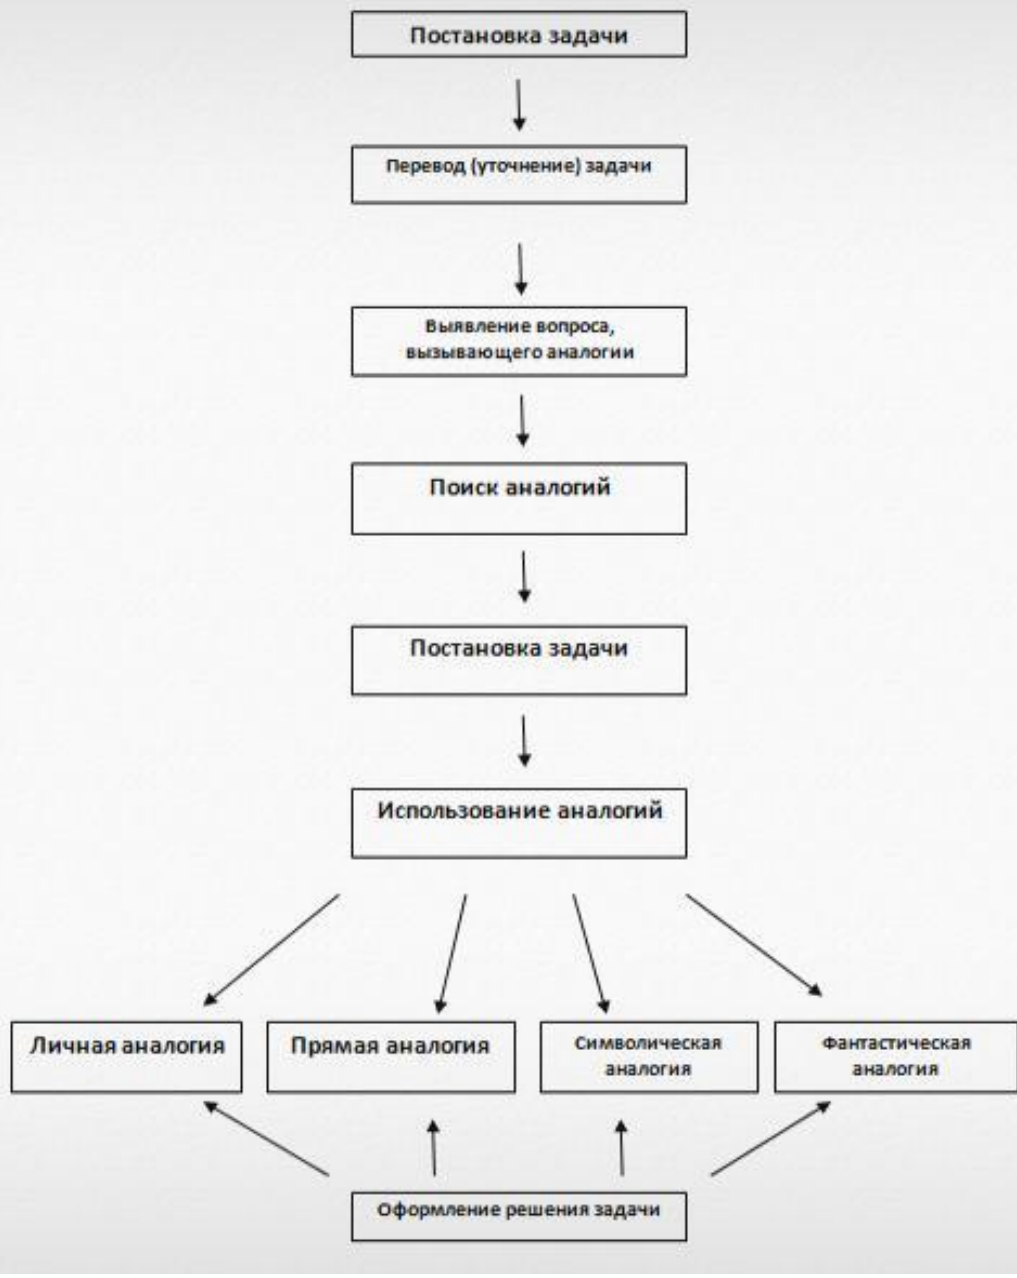 Постановка задачи
Перевод (уточнение) задачи
Выявление вопроса,
вызывающего аналогии
Поиск аналогий
Постановка задачи
Использование аналогий
Личная аналогия
Прямая аналогия
Символическая
аналогия
Фантастическая
аналогия
Оформление решения задачи